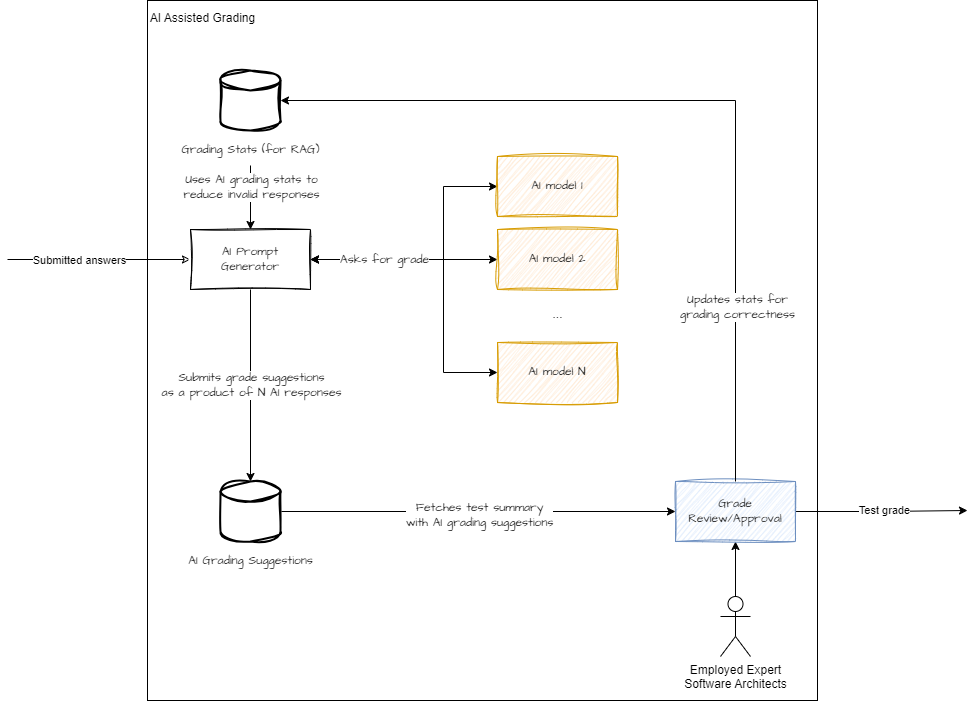 AI Assisted Grading
Grading Stats (for RAG)
Uses AI grading stats to
reduce invalid responses
AI model 1
Submitted answers
AI Prompt
Generator
Asks for grade
AI model 2
...
Updates stats for
grading correctness
AI model N
Submits grade suggestions
as a product of N AI responses
Fetches test summary
with AI grading suggestions
Grade
Review/Approval
Test grade
AI Grading Suggestions
Employed Expert
Software Architects